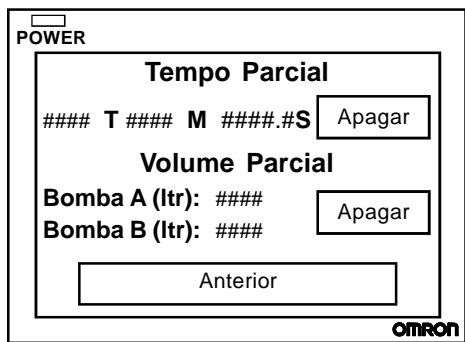 POWER
Tempo Parcial
#### T #### M ####.#S Apagar
Volume Parcial
Bomba A (ltr): ####
Apagar
Bomba B (ltr): ####
Anterior
OMRON